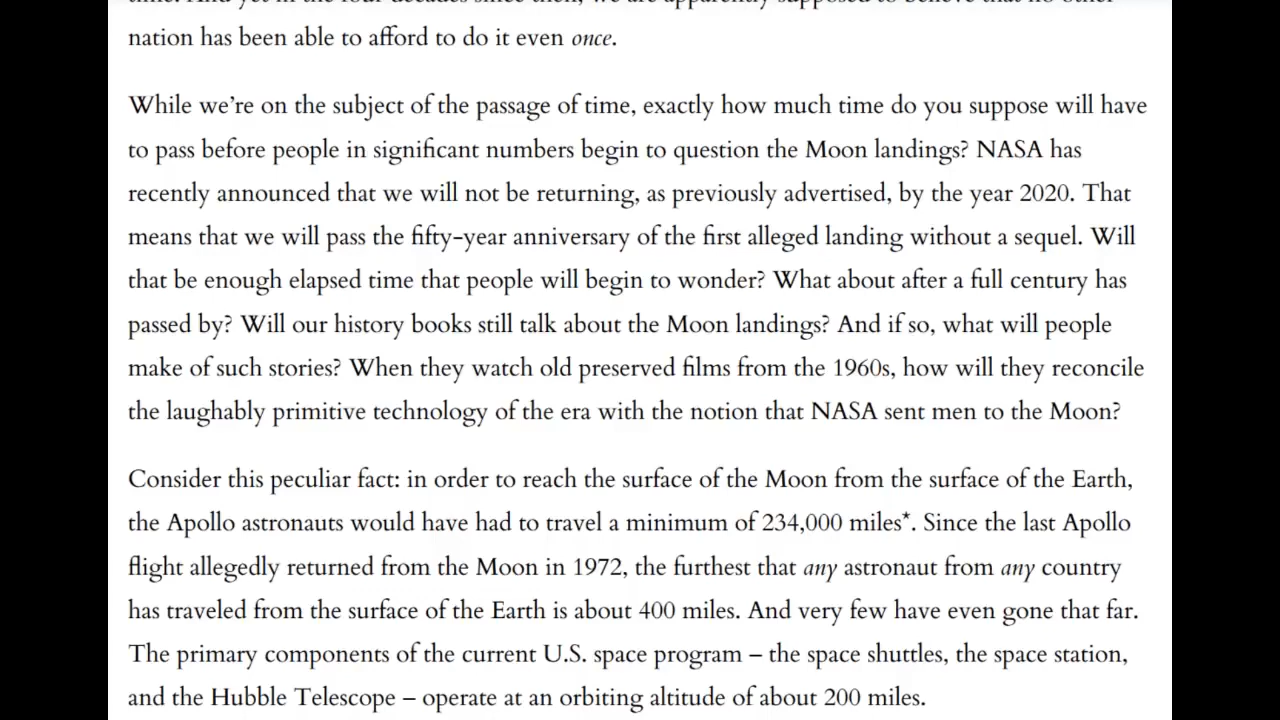 nation has been able to afford to do it even once.
While we’re on the subject of the passage of time, exactly how much time do you suppose will have
to pass before people in significant numbers begin to question the Moon landings? NASA has
recently announced that we will not be returning, as previously advertised, by the year 2020. That
means that we will pass the fifty-year anniversary of the first alleged landing without a sequel. Will
that be enough elapsed time that people will begin to wonder? What about after a full century has
passed by? Will our history books still talk about the Moon landings? And if so, what will people
make of such stories? When they watch old preserved films from the 1960s, how will they reconcile
the laughably primitive technology of the era with the notion that NASA sent men to the Moon?
Consider this peculiar fact: in order to reach the surface of the Moon from the surface of the Earth,
the Apollo astronauts would have had to travel a minimum of 234,000 miles*. Since the last Apollo
flight allegedly returned from the Moon in 1972, the furthest that any astronaut from any country
has traveled from the surface of the Earth is about 400 miles. And very few have even gone that far.
The primary components of the current U.S. space program – the space shuttles, the space station,
and the Hubble Telescope – operate at an orbiting altitude of about 200 miles.